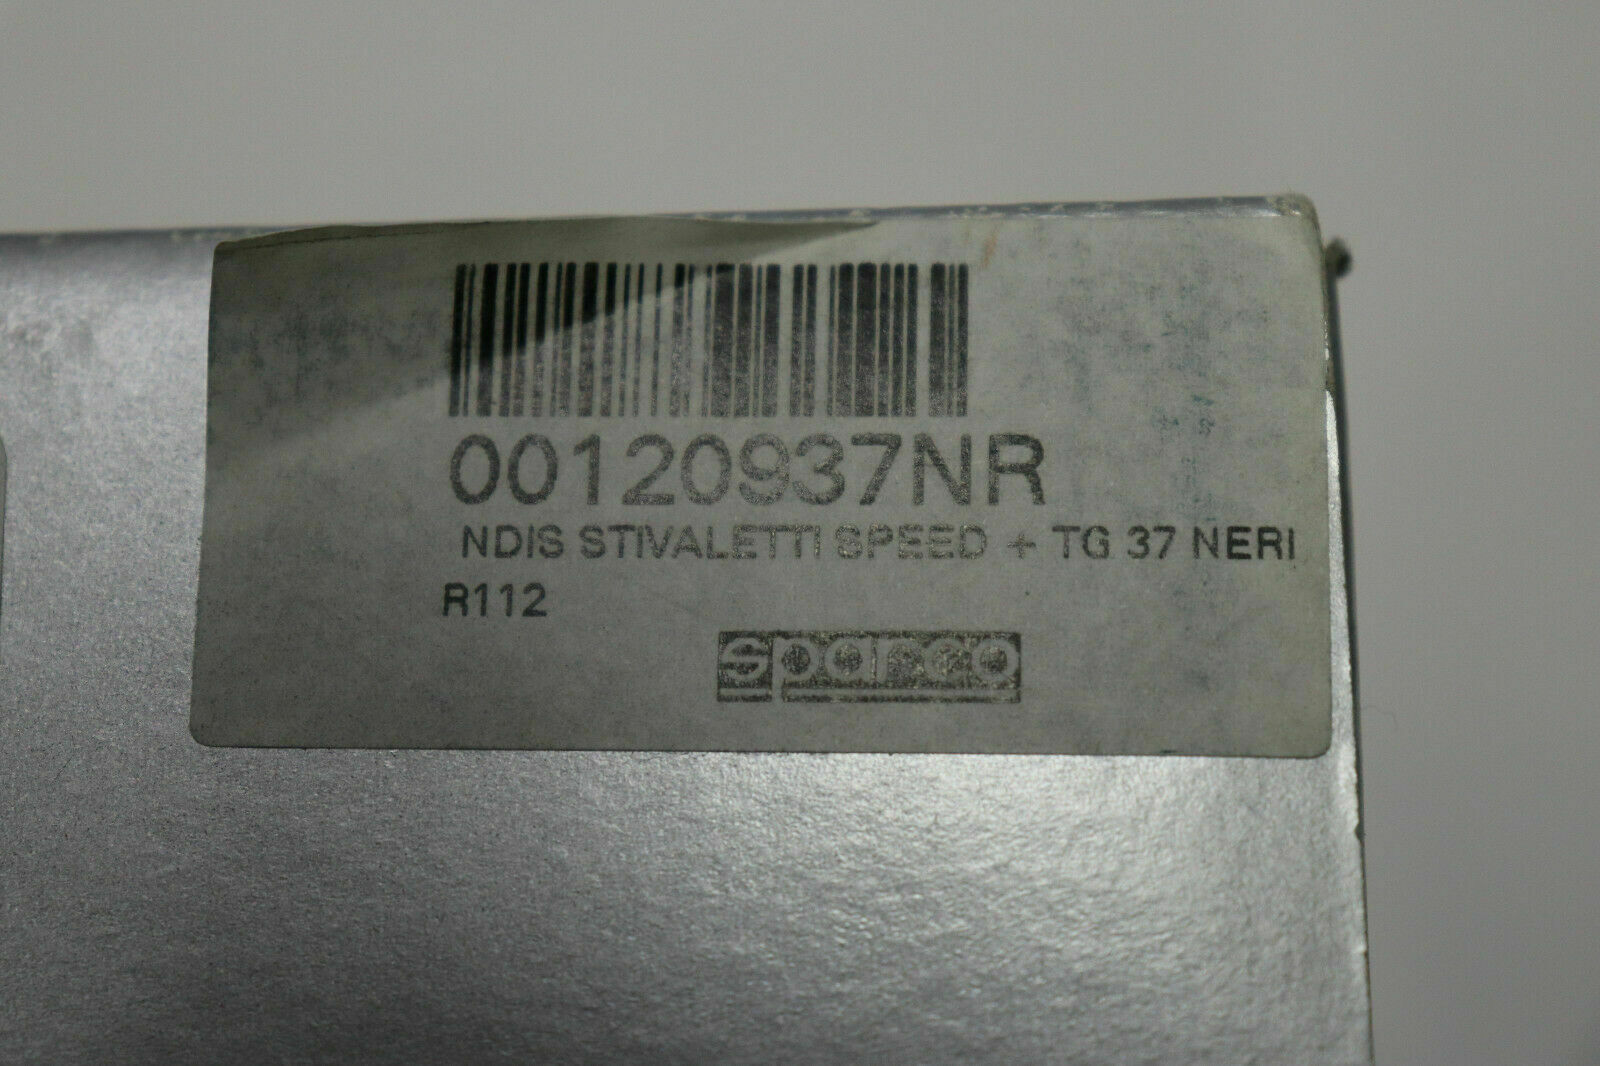 00120937NR
NDIS STIVALETTI SPEED + TG 37 NERI
R112
sparco